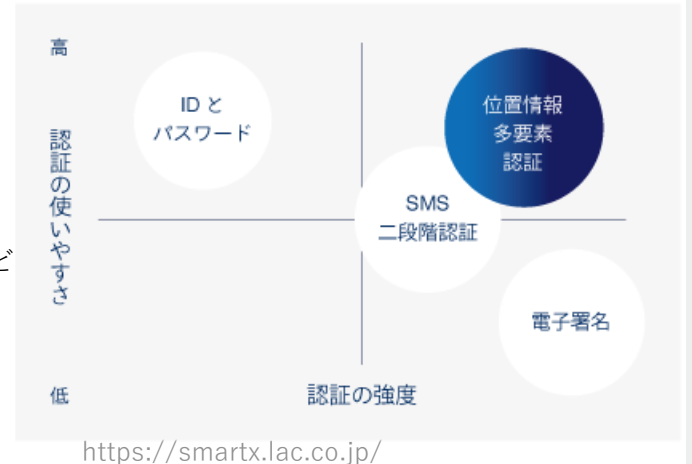 高
認証の使いやすさ
低
ID と
パスワード
位置情報
多要素
認証
SMS
二段階認証
電子署名
ど
認証の強度
https://smartx.lac.co.jp/